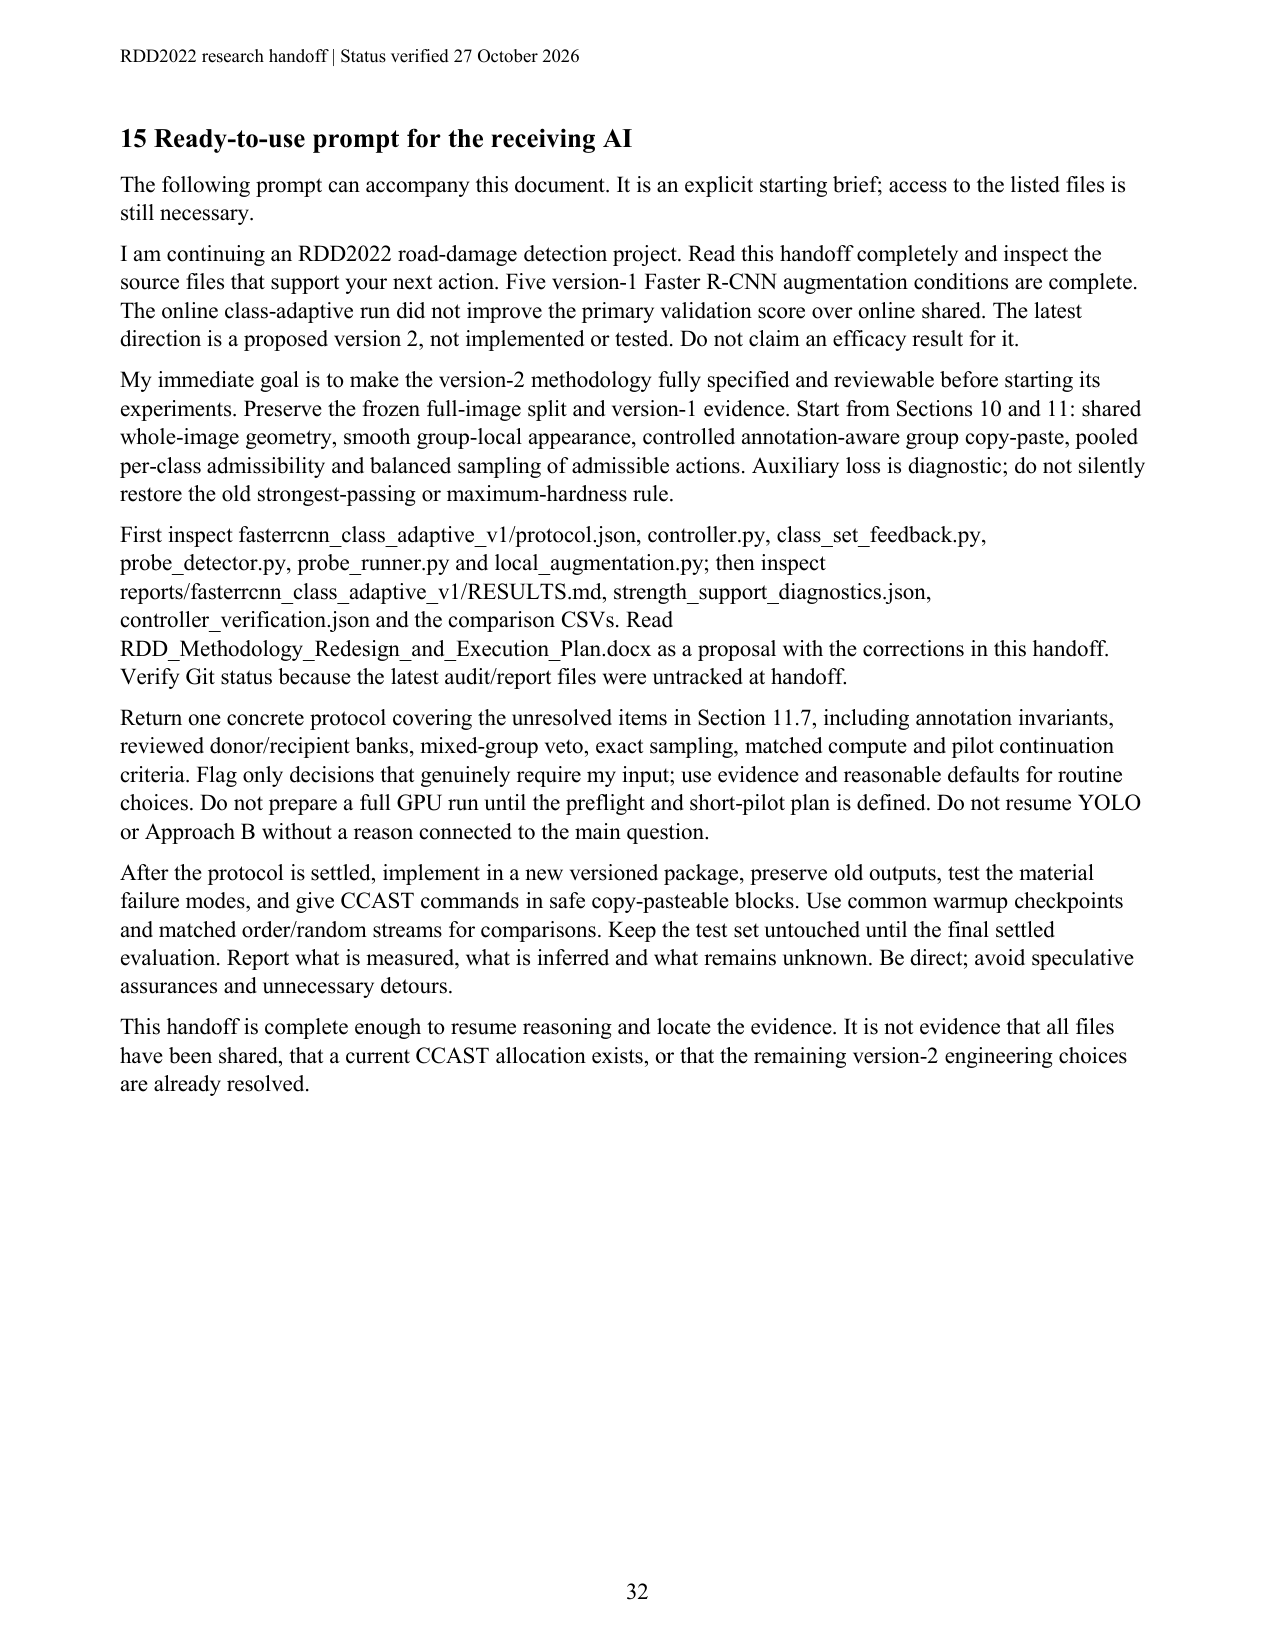 RDD2022 research handoff | Status verified 27 October 2026
15 Ready-to-use prompt for the receiving AI
The following prompt can accompany this document. It is an explicit starting brief; access to the listed files is
still necessary.
I am continuing an RDD2022 road-damage detection project. Read this handoff completely and inspect the
source files that support your next action. Five version-1 Faster R-CNN augmentation conditions are complete.
The online class-adaptive run did not improve the primary validation score over online shared. The latest
direction is a proposed version 2, not implemented or tested. Do not claim an efficacy result for it.
My immediate goal is to make the version-2 methodology fully specified and reviewable before starting its
experiments. Preserve the frozen full-image split and version-1 evidence. Start from Sections 10 and 11: shared
whole-image geometry, smooth group-local appearance, controlled annotation-aware group copy-paste, pooled
per-class admissibility and balanced sampling of admissible actions. Auxiliary loss is diagnostic; do not silently
restore the old strongest-passing or maximum-hardness rule.
First inspect fasterrcnn_class_adaptive_v1/protocol.json, controller.py, class_set_feedback.py,
probe_detector.py, probe_runner.py and local_augmentation.py; then inspect
reports/fasterrcnn_class_adaptive_v1/RESULTS.md, strength_support_diagnostics.json,
controller_verification.json and the comparison CSVs. Read
RDD_Methodology_Redesign_and_Execution_Plan.docx as a proposal with the corrections in this handoff.
Verify Git status because the latest audit/report files were untracked at handoff.
Return one concrete protocol covering the unresolved items in Section 11.7, including annotation invariants,
reviewed donor/recipient banks, mixed-group veto, exact sampling, matched compute and pilot continuation
criteria. Flag only decisions that genuinely require my input; use evidence and reasonable defaults for routine
choices. Do not prepare a full GPU run until the preflight and short-pilot plan is defined. Do not resume YOLO
or Approach B without a reason connected to the main question.
After the protocol is settled, implement in a new versioned package, preserve old outputs, test the material
failure modes, and give CCAST commands in safe copy-pasteable blocks. Use common warmup checkpoints
and matched order/random streams for comparisons. Keep the test set untouched until the final settled
evaluation. Report what is measured, what is inferred and what remains unknown. Be direct; avoid speculative
assurances and unnecessary detours.
This handoff is complete enough to resume reasoning and locate the evidence. It is not evidence that all files
have been shared, that a current CCAST allocation exists, or that the remaining version-2 engineering choices
are already resolved.
32